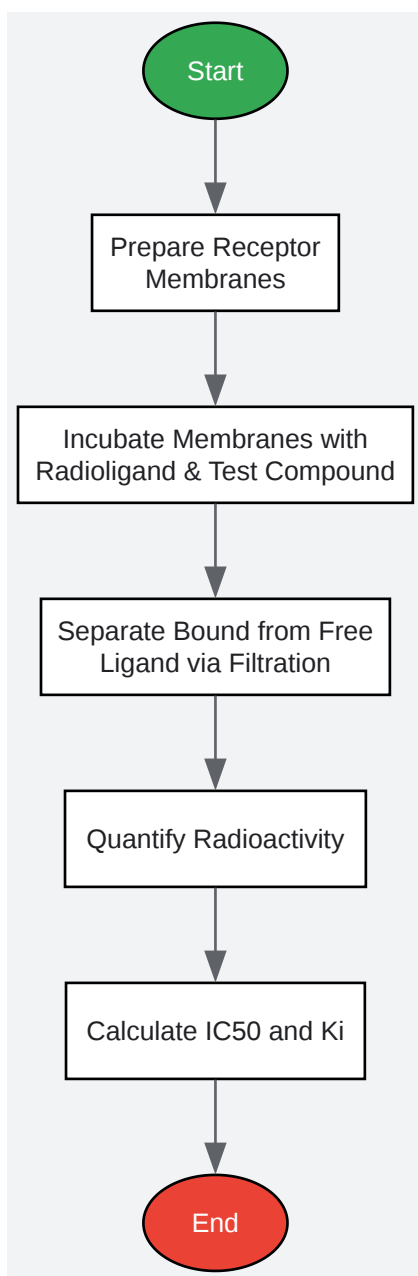 Start
Prepare Receptor
Membranes
Incubate Membranes with
Radioligand & Test Compound
Separate Bound from Free
Ligand via Filtration
Quantify Radioactivity
Calculate IC50 and Ki
End